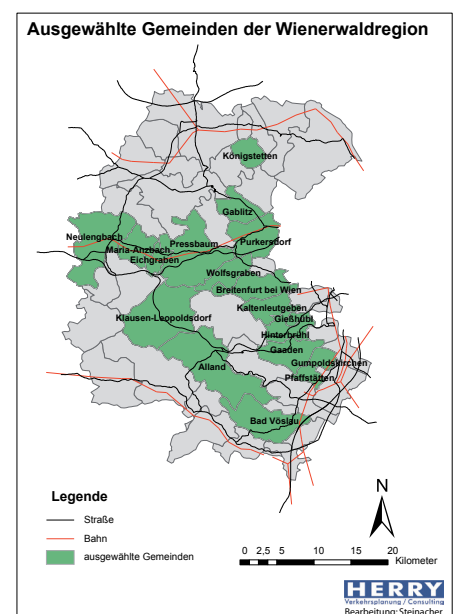 Ausgewählte Gemeinden der Wienerwaldregion
Königstetten
Gablitz
Neulengbach
Maria-Anzbach
Pressbaum
Purkersdorf
Eichgraben
Wolfsgraben
Breitenfurt bei Wien
Kaltenleutgeben
Gießhübl
Klausen-Leopoldsdorf
Hinterbrühl
Gaaden
Gumpoldskirchen
Alland
Pfaffstätten
Bad Vöslau
Legende
Straße
Bahn
ausgewählte Gemeinden
N
0 2,5 5 10 15 20
Kilometer
HERRY
Verkehrsplanung / Consulting
Bearbeitung: Steinacher